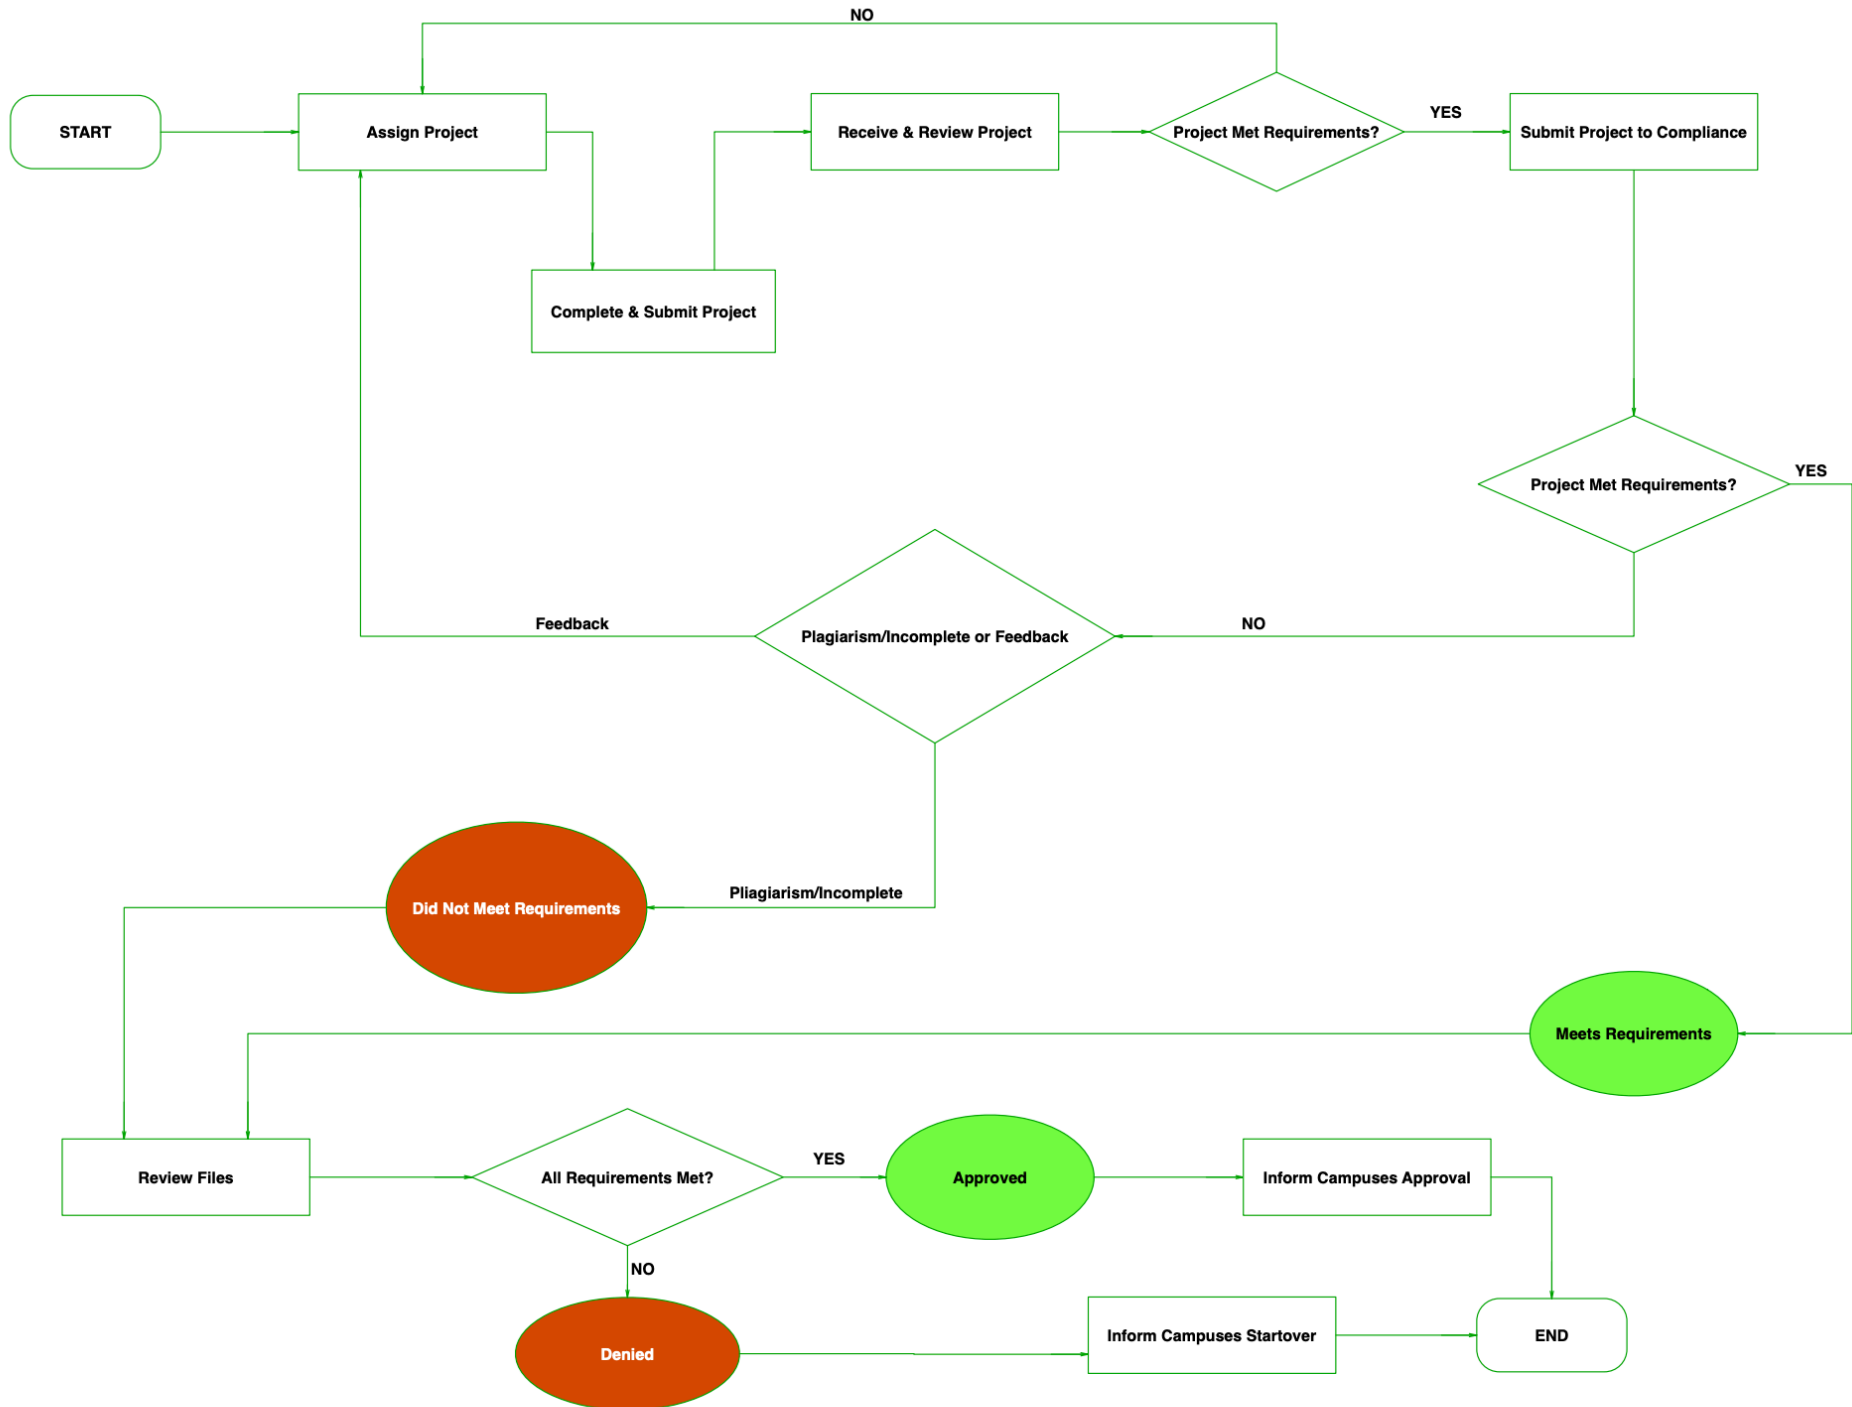 NO
START
Assign Project
Receive & Review Project
Project Met Requirements?
YES
Submit Project to Compliance
Complete & Submit Project
Project Met Requirements?
YES
NO
Plagiarism/Incomplete or Feedback
Feedback
Pliagiarism/Incomplete
Did Not Meet Requirements
Meets Requirements
Review Files
All Requirements Met?
YES
Approved
Inform Campuses Approval
NO
Denied
Inform Campuses Startover
END